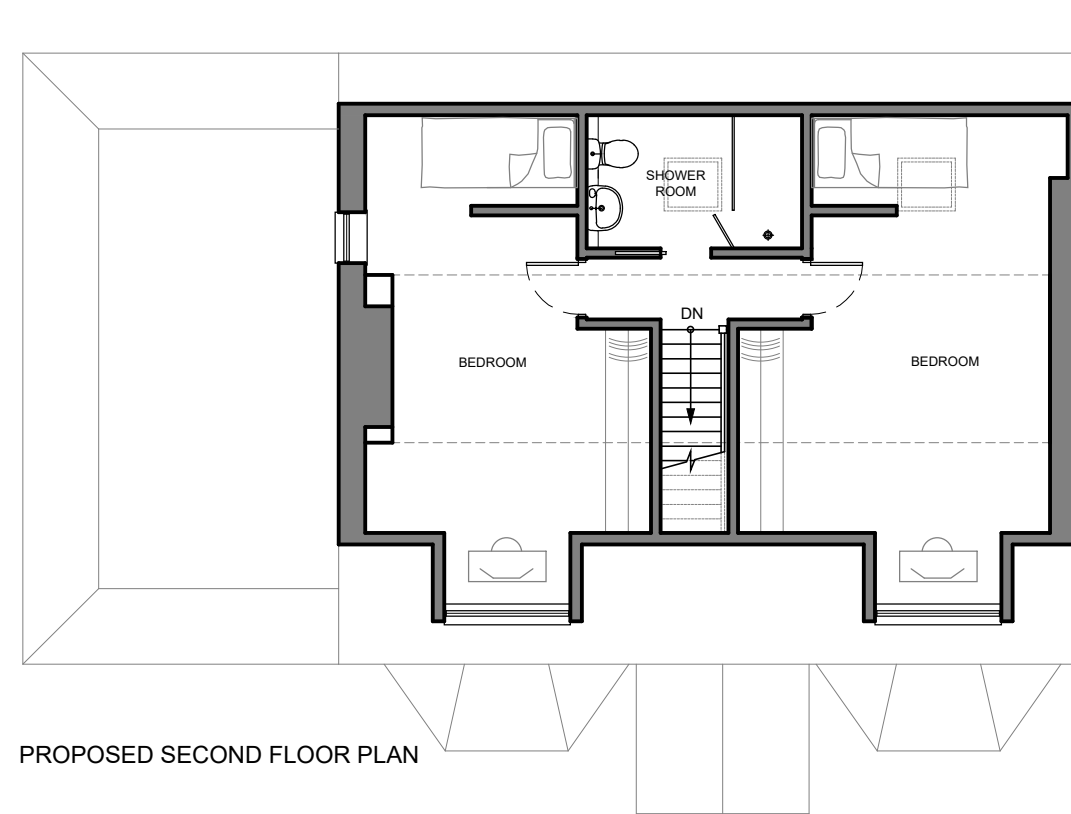 SHOWER
ROOM
DN
BEDROOM
BEDROOM
PROPOSED SECOND FLOOR PLAN